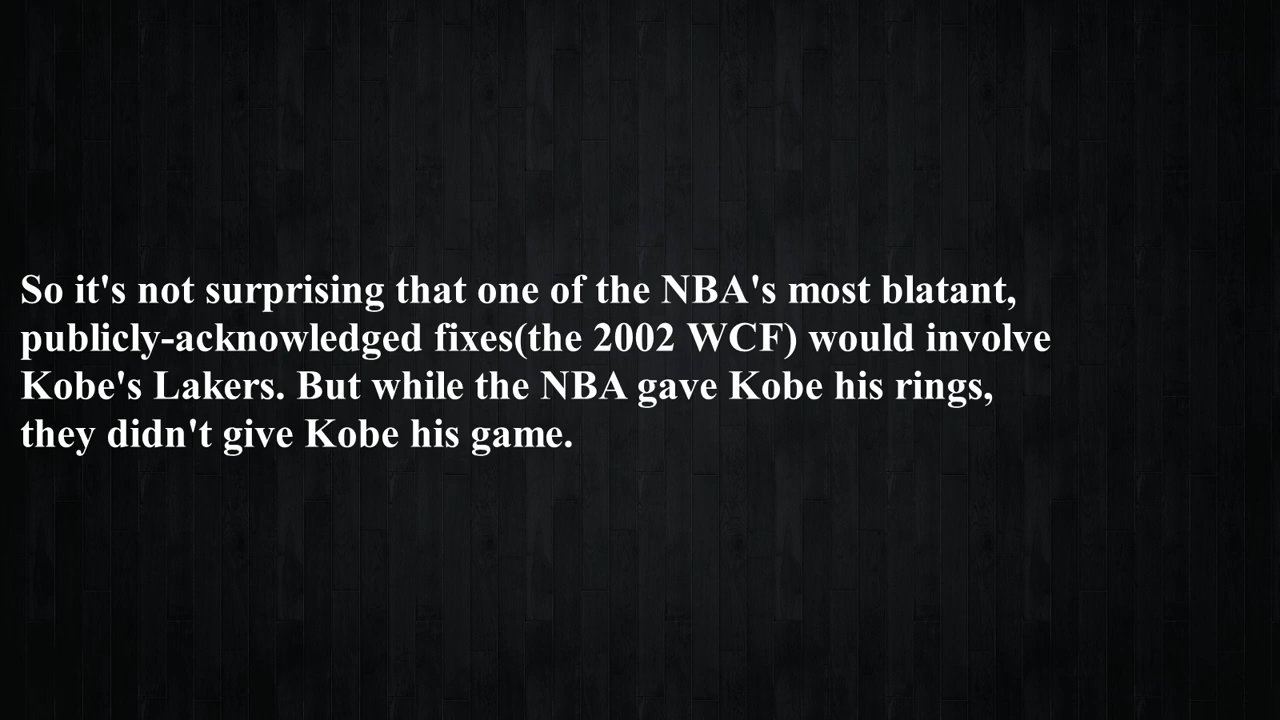 So it's not surprising that one of the NBA's most blatant,
publicly-acknowledged fixes(the 2002 WCF) would involve
Kobe's Lakers. But while the NBA gave Kobe his rings,
they didn't give Kobe his game.